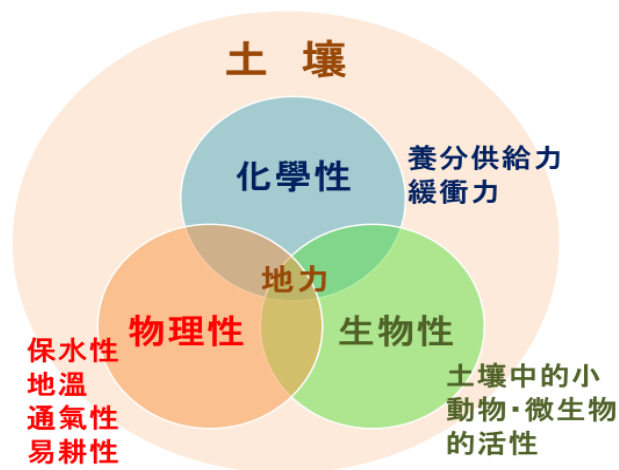 土 壤
化學性
養分供給力
緩衝力
地力
物理性
生物性
保水性
地溫
通氣性
易耕性
土壤中的小
動物・微生物
的活性